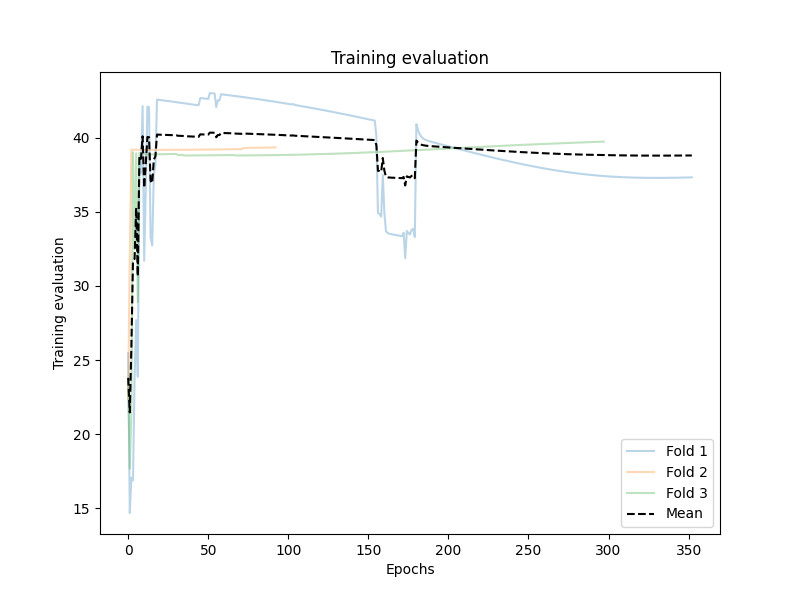 Training evaluation
Training evaluation
40
35
30
25
20
15
0 50 100 150 200 250 300 350
Epochs
Fold 1
Fold 2
Fold 3
Mean